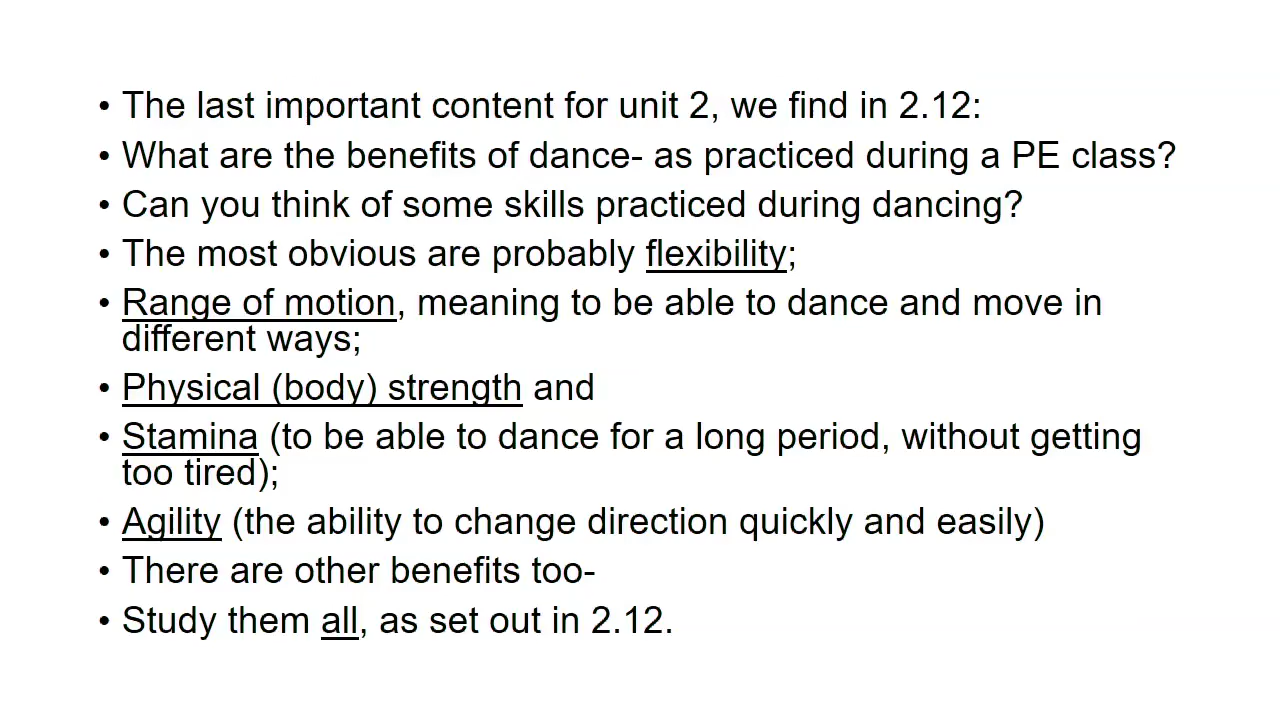 • The last important content for unit 2, we find in 2.12:
• What are the benefits of dance- as practiced during a PE class?
• Can you think of some skills practiced during dancing?
• The most obvious are probably flexibility;
• Range of motion, meaning to be able to dance and move in
different ways;
• Physical (body) strength and
• Stamina (to be able to dance for a long period, without getting
too tired);
• Agility (the ability to change direction quickly and easily)
• There are other benefits too-
• Study them all, as set out in 2.12.